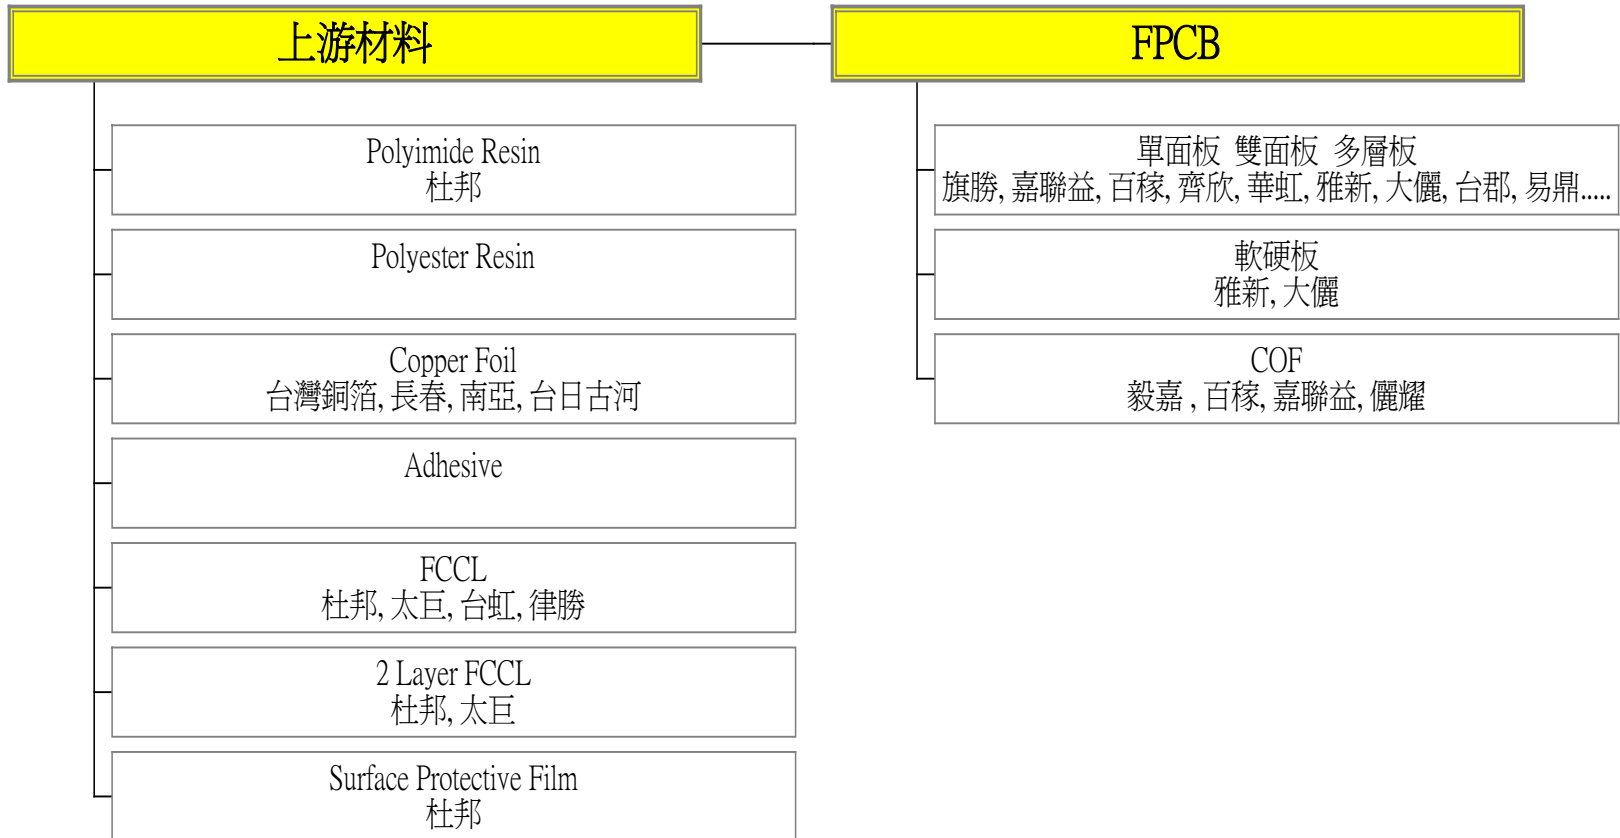 上游材料
FPCB
Polyimide Resin
杜邦
Polyester Resin
Copper Foil
台灣銅箔, 長春, 南亞, 台日古河
Adhesive
FCCL
杜邦, 太巨, 台虹, 律勝
2 Layer FCCL
杜邦, 太巨
Surface Protective Film
杜邦
單面板 雙面板 多層板
旗勝, 嘉聯益, 百稼, 齊欣, 華虹, 雅新, 大儷, 台郡, 易鼎.....
軟硬板
雅新, 大儷
COF
毅嘉 , 百稼, 嘉聯益, 儷耀